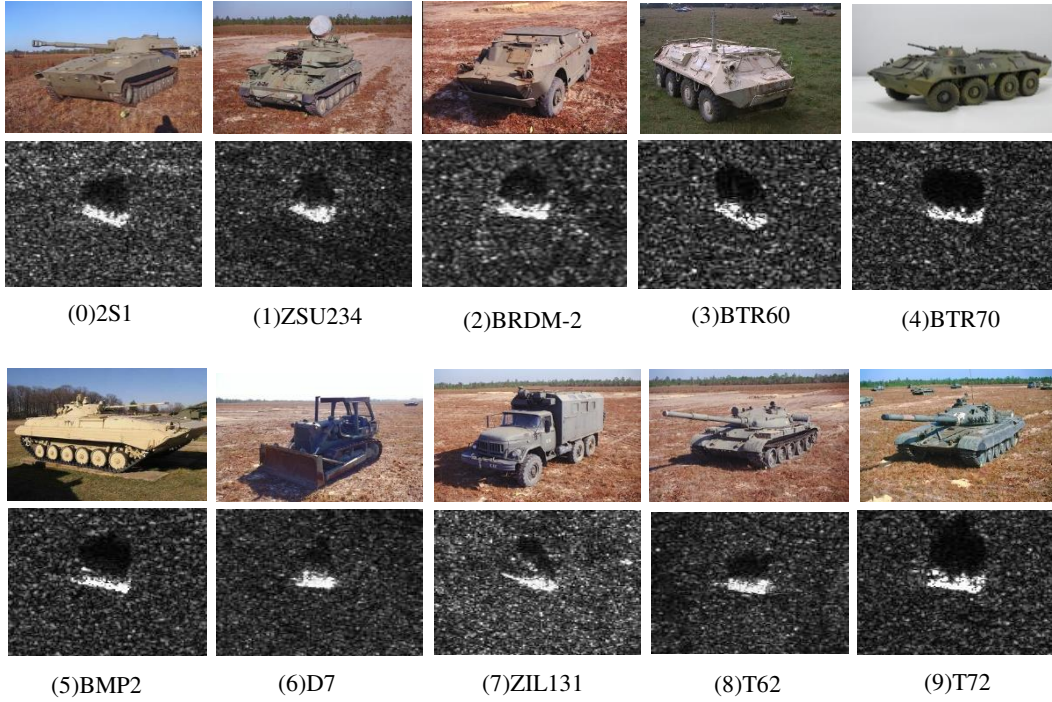 (0)2S1
(1)ZSU234
(2)BRDM-2
(3)BTR60
(4)BTR70
(5)BMP2
(6)D7
(7)ZIL131
(8)T62
(9)T72